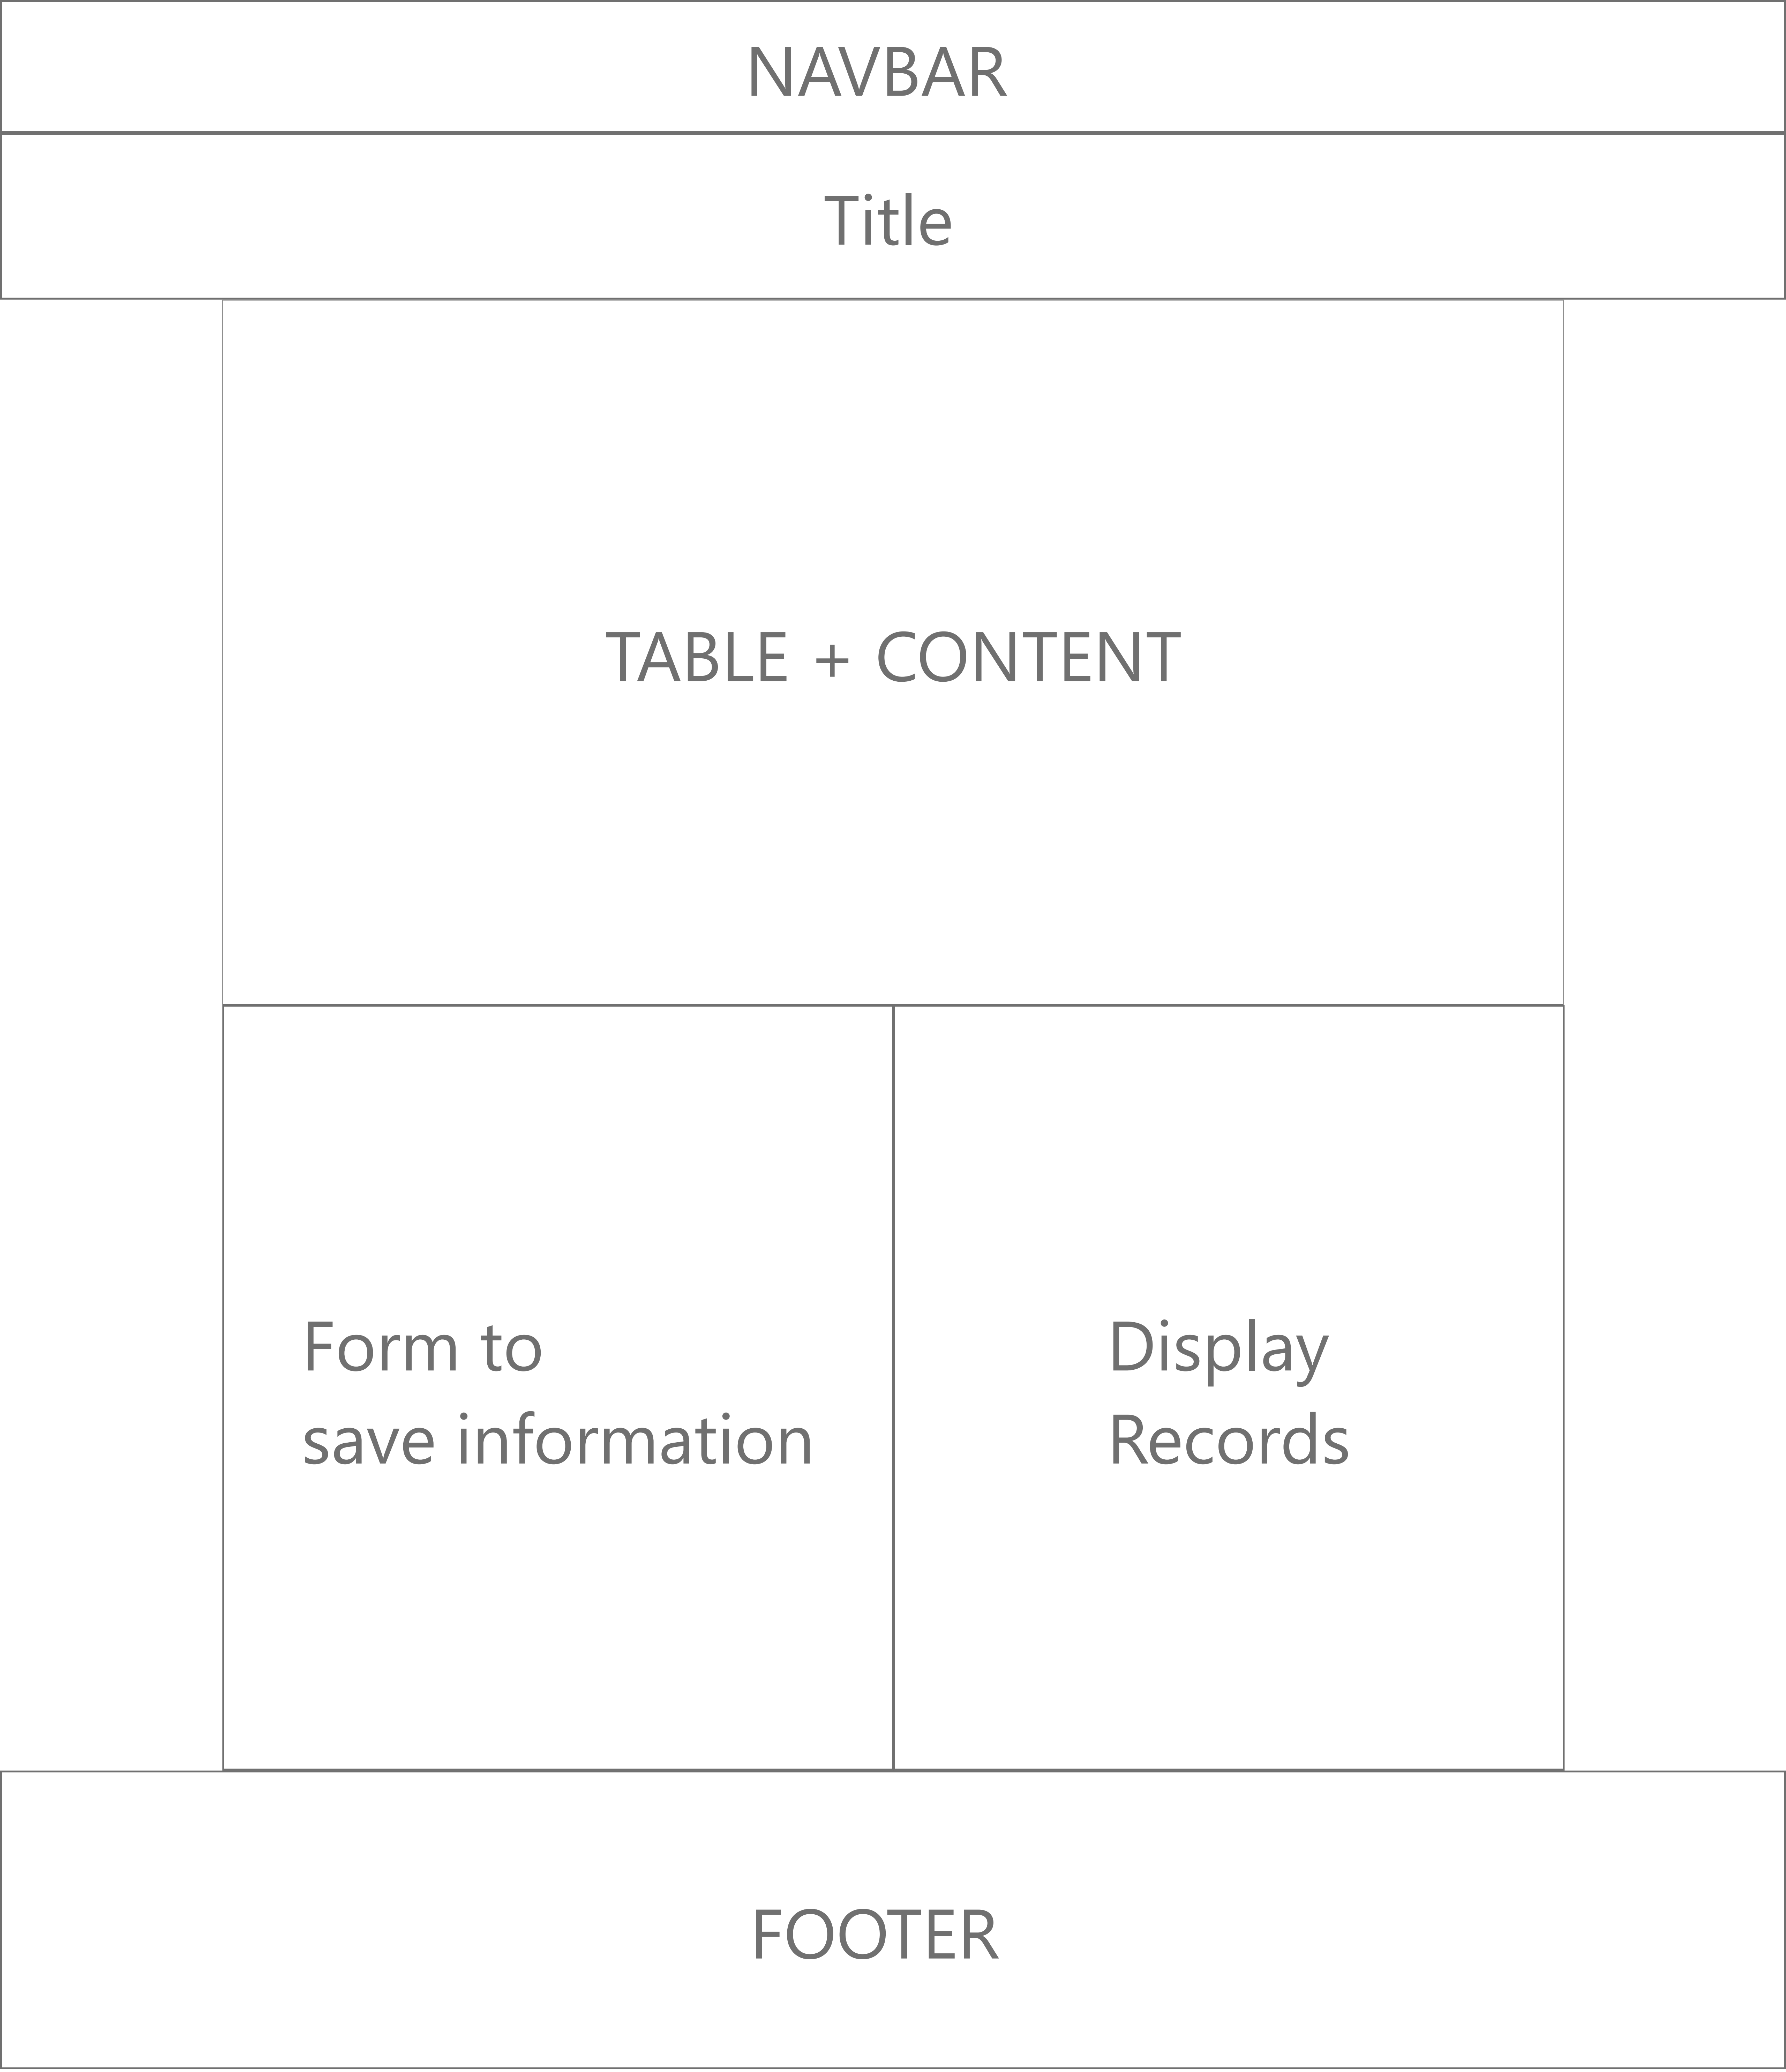 NAVBAR
Title
TABLE + CONTENT
Form to
save information
Display
Records
FOOTER